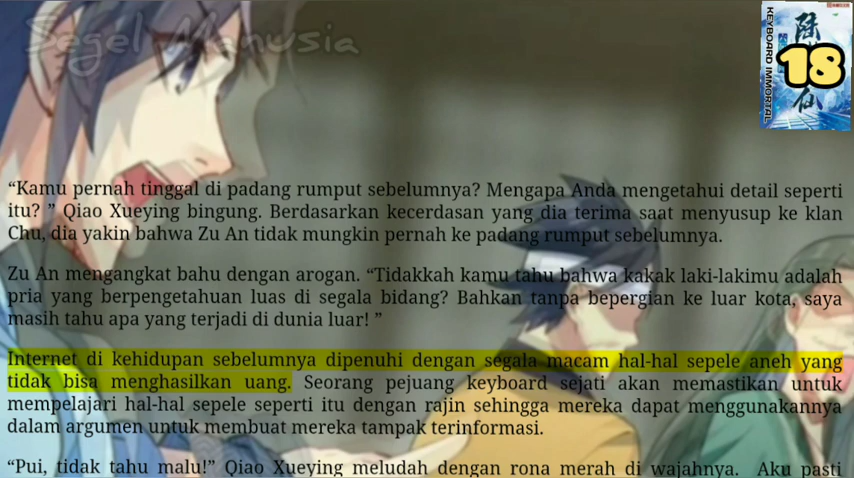 Segel Manusia
KEYBOARD IMMORTAL
18
“Kamu pernah tinggal di padang rumput sebelumnya? Mengapa Anda mengetahui detail seperti
itu? ” Qiao Xueying bingung. Berdasarkan kecerdasan yang dia terima saat menyusup ke klan
Chu, dia yakin bahwa Zu An tidak mungkin pernah ke padang rumput sebelumnya.
Zu An mengangkat bahu dengan arogan. “Tidakkah kamu tahu bahwa kakak laki-lakimu adalah
pria yang berpengetahuan luas di segala bidang? Bahkan tanpa bepergian ke luar kota, saya
masih tahu apa yang terjadi di dunia luar! ”
Internet di kehidupan sebelumnya dipenuhi dengan segala macam hal-hal sepele aneh yang
tidak bisa menghasilkan uang. Seorang pejuang keyboard sejati akan memastikan untuk
mempelajari hal-hal sepele seperti itu dengan rajin sehingga mereka dapat menggunakannya
dalam argumen untuk membuat mereka tampak terinformasi.
“Pui, tidak tahu malu!” Qiao Xueying meludah dengan rona merah di wajahnya. Aku pasti